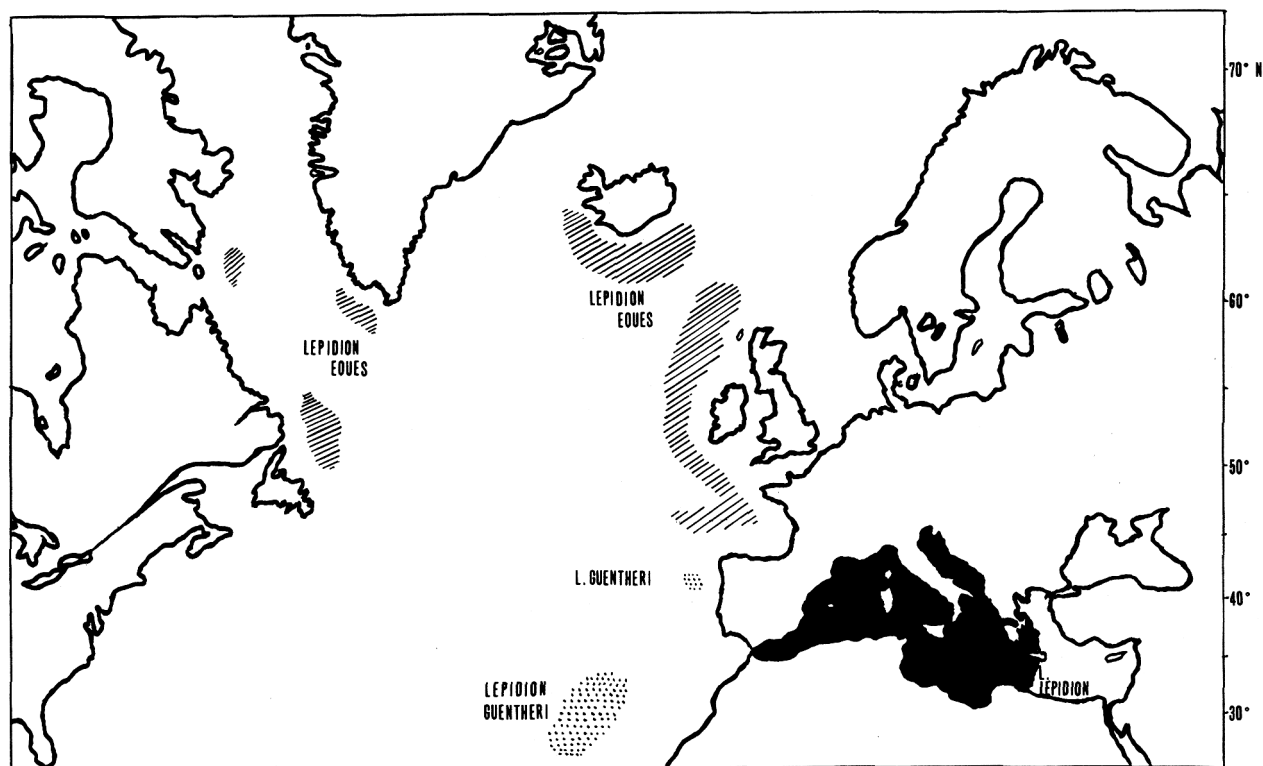 70° N
LEPIDION
EQUES
60°
LEPIDION
EQUES
50°
L. GUENTHERI
40°
LEPIDION
GUENTHERI
L.
LEPIDION
30°